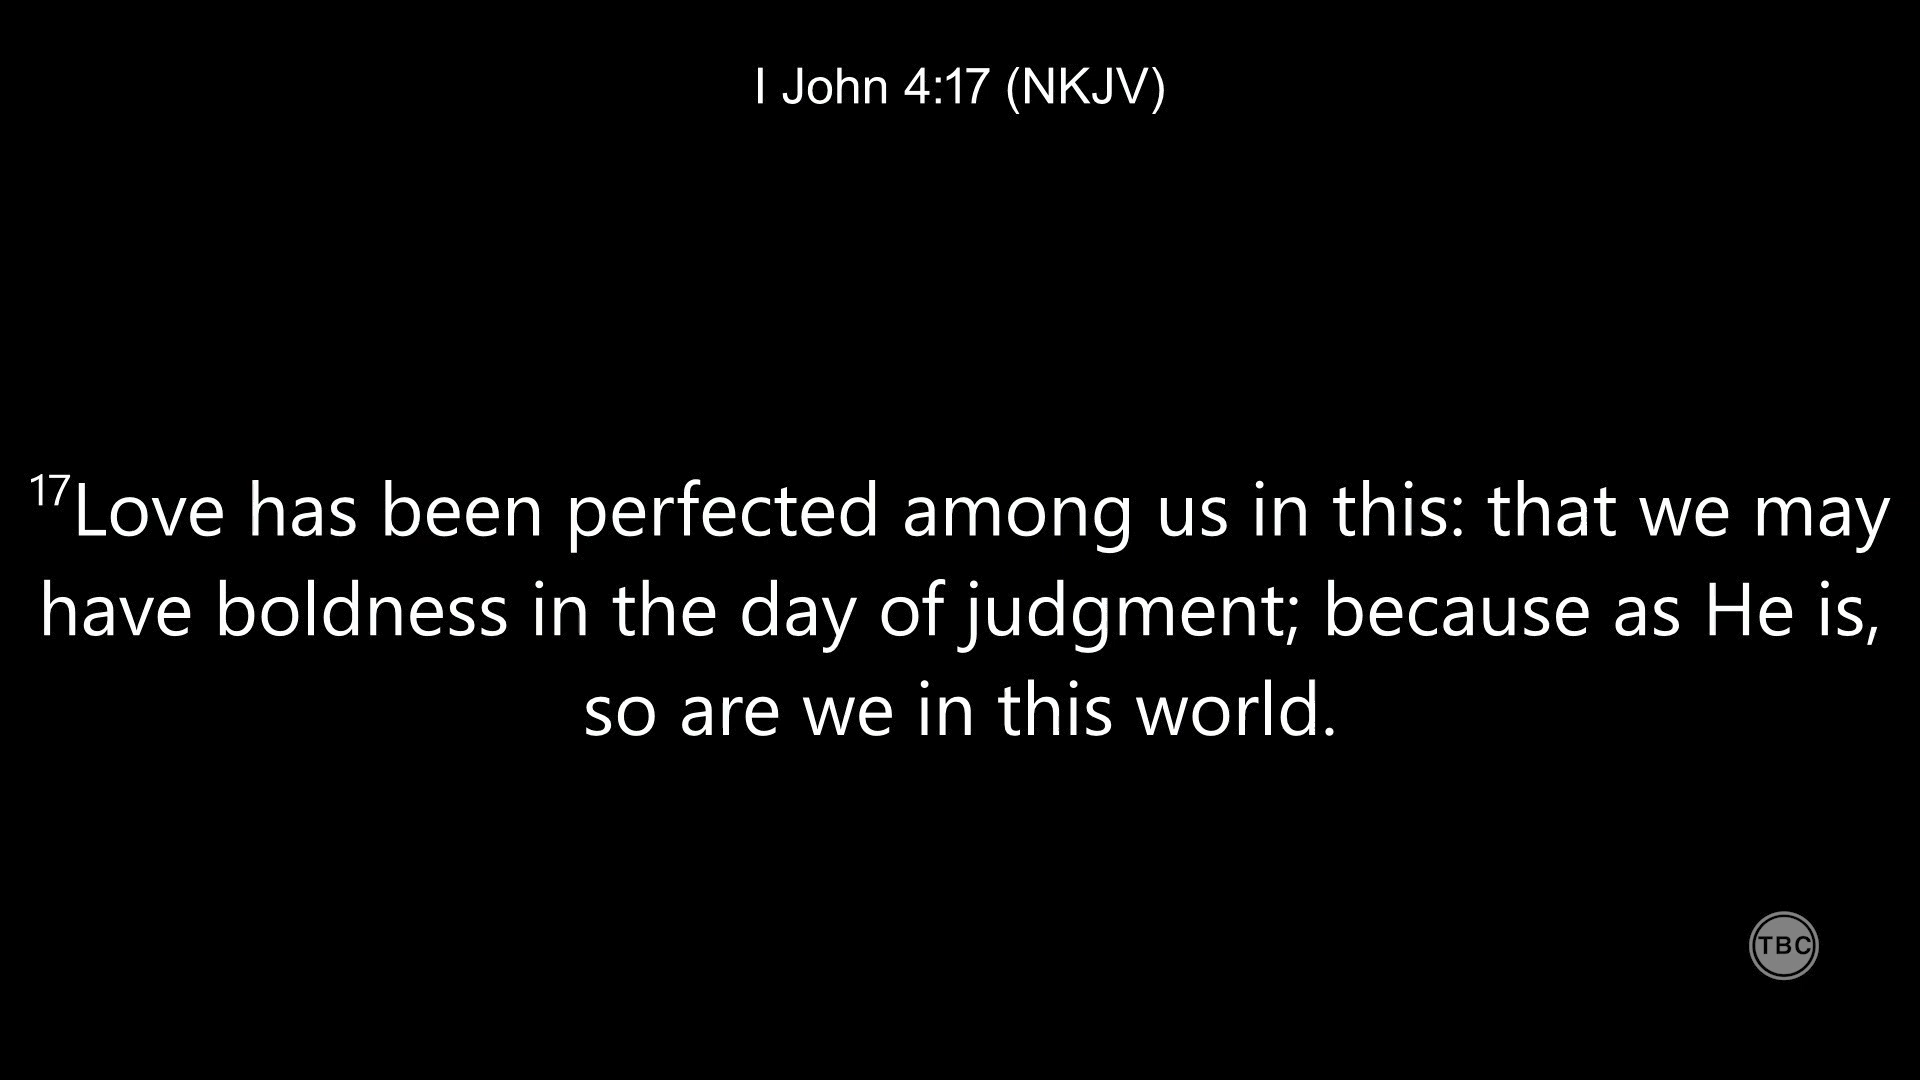 I John 4:17 (NKJV)
17Love has been perfected among us in this: that we may
have boldness in the day of judgment; because as He is,
so are we in this world.
TBC